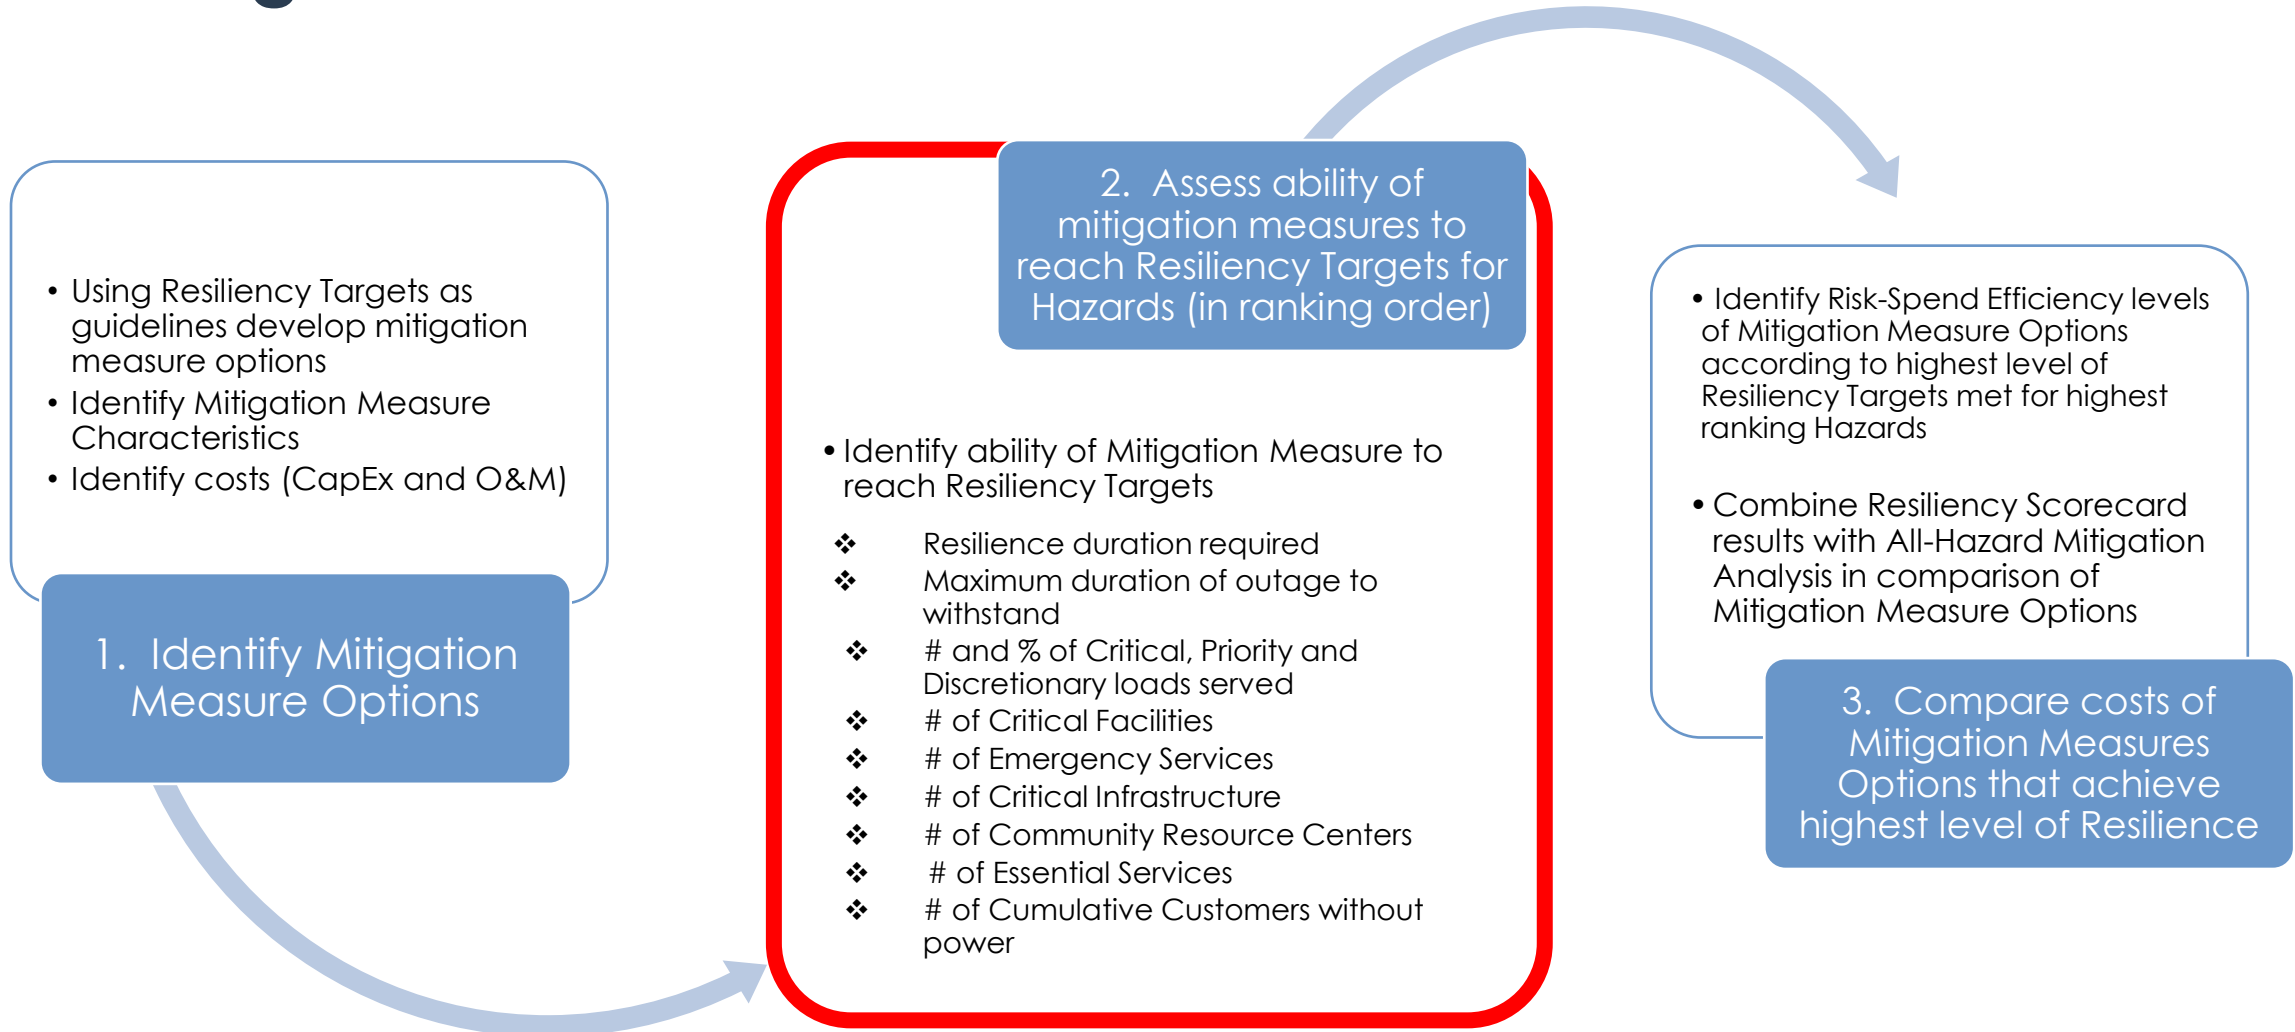 • Using Resiliency Targets as
guidelines develop mitigation
measure options
• Identify Mitigation Measure
Characteristics
• Identify costs (CapEx and O&M)
1. Identify Mitigation
Measure Options
2. Assess ability of
mitigation measures to
reach Resiliency Targets for
Hazards (in ranking order)
• Identify ability of Mitigation Measure to
reach Resiliency Targets
❖ Resilience duration required
❖ Maximum duration of outage to
withstand
❖ # and % of Critical, Priority and
Discretionary loads served
❖ # of Critical Facilities
❖ # of Emergency Services
❖ # of Critical Infrastructure
❖ # of Community Resource Centers
❖ # of Essential Services
❖ # of Cumulative Customers without
power
• Identify Risk-Spend Efficiency levels
of Mitigation Measure Options
according to highest level of
Resiliency Targets met for highest
ranking Hazards
• Combine Resiliency Scorecard
results with All-Hazard Mitigation
Analysis in comparison of
Mitigation Measure Options
3. Compare costs of
Mitigation Measures
Options that achieve
highest level of Resilience